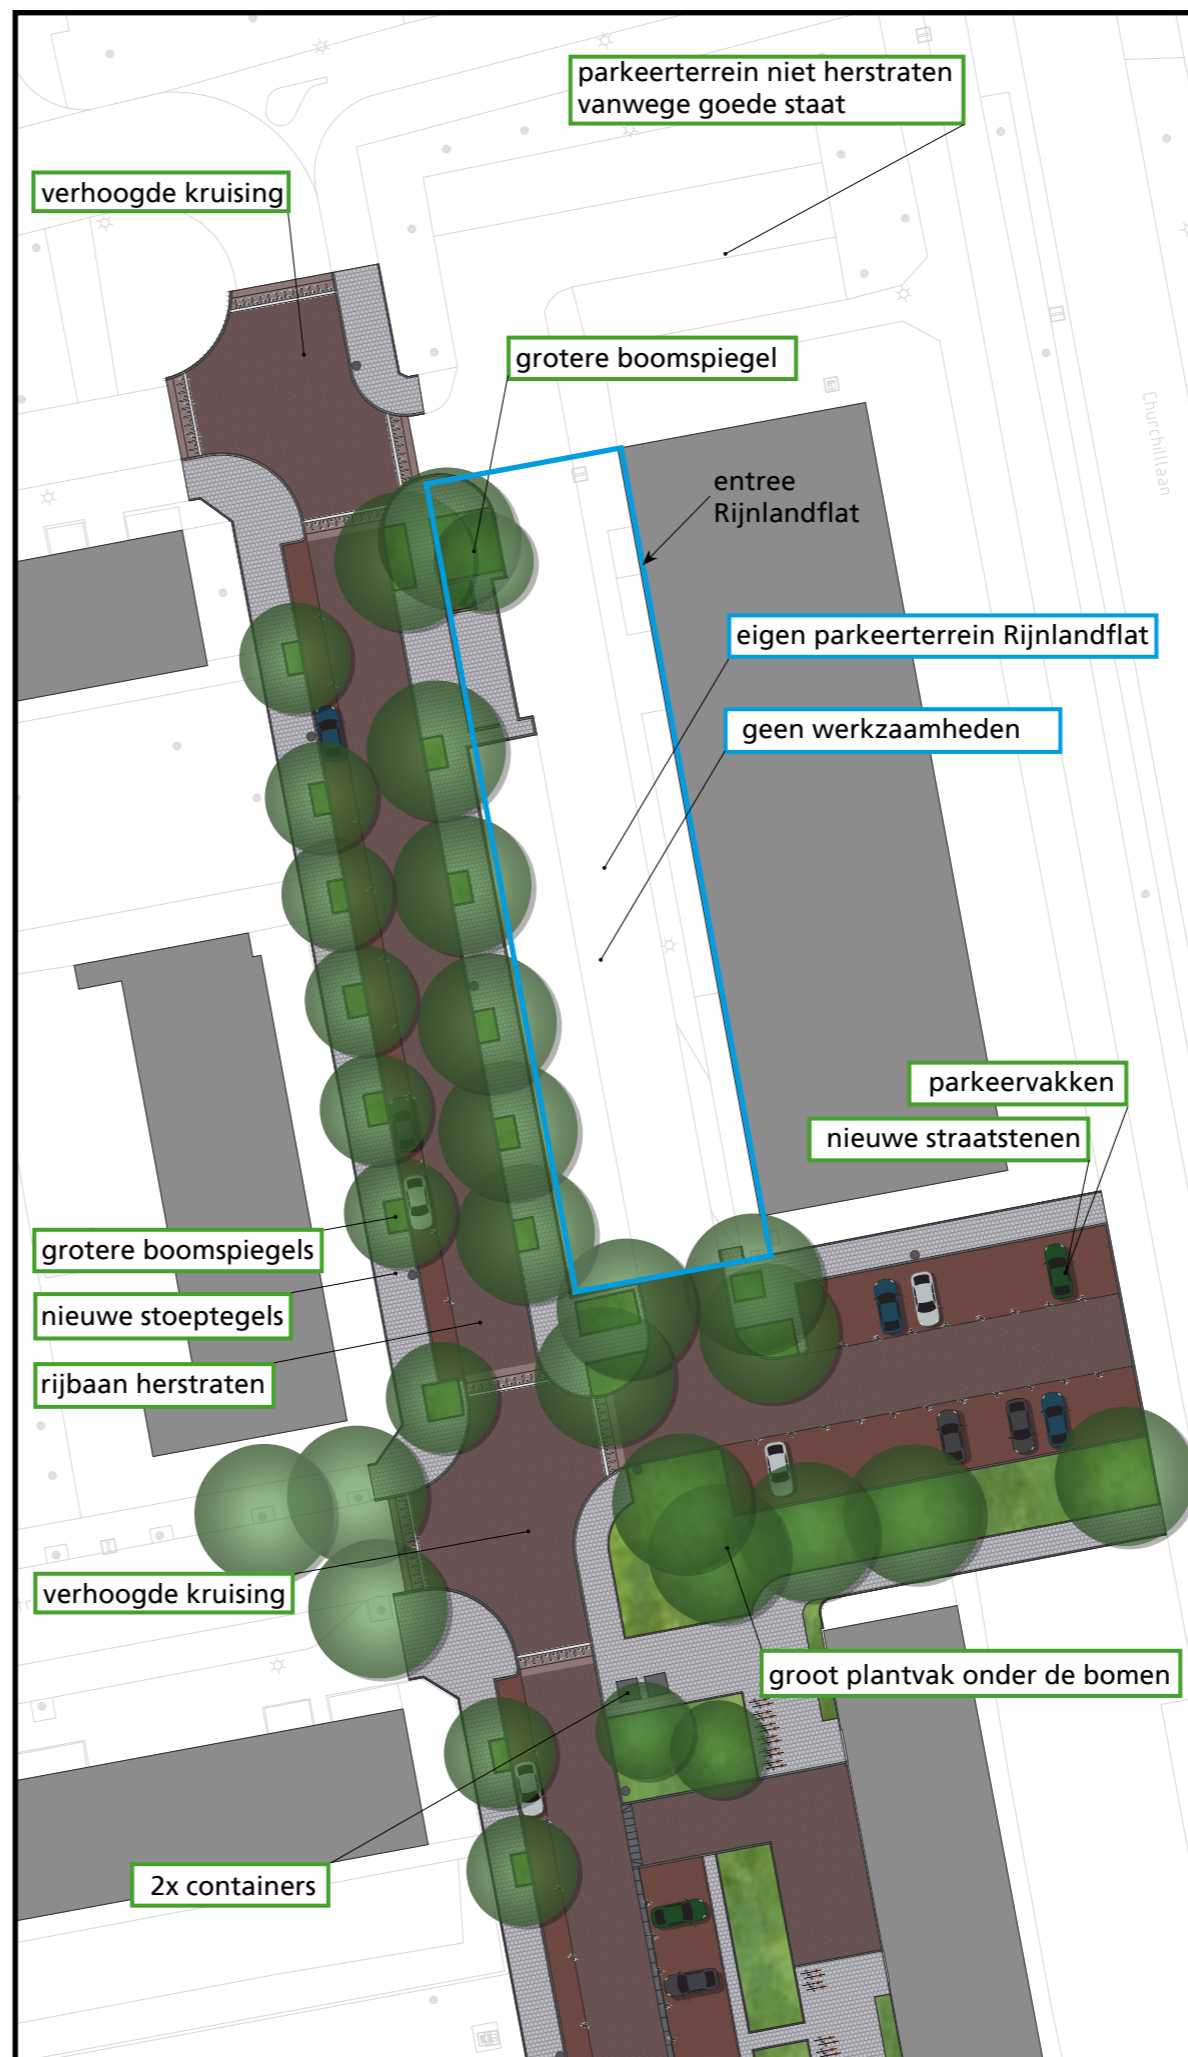 parkeerterrein niet herstraten
vanwege goede staat
verhoogde kruising
grotere boomspiegel
Churchilllaan
entree
Rijnlandflat
eigen parkeerterrein Rijnlandflat
geen werkzaamheden
parkeervakken
nieuwe straatstenen
grotere boomspiegels
nieuwe stoeptegels
rijbaan herstraten
verhoogde kruising
groot plantvak onder de bomen
2x containers